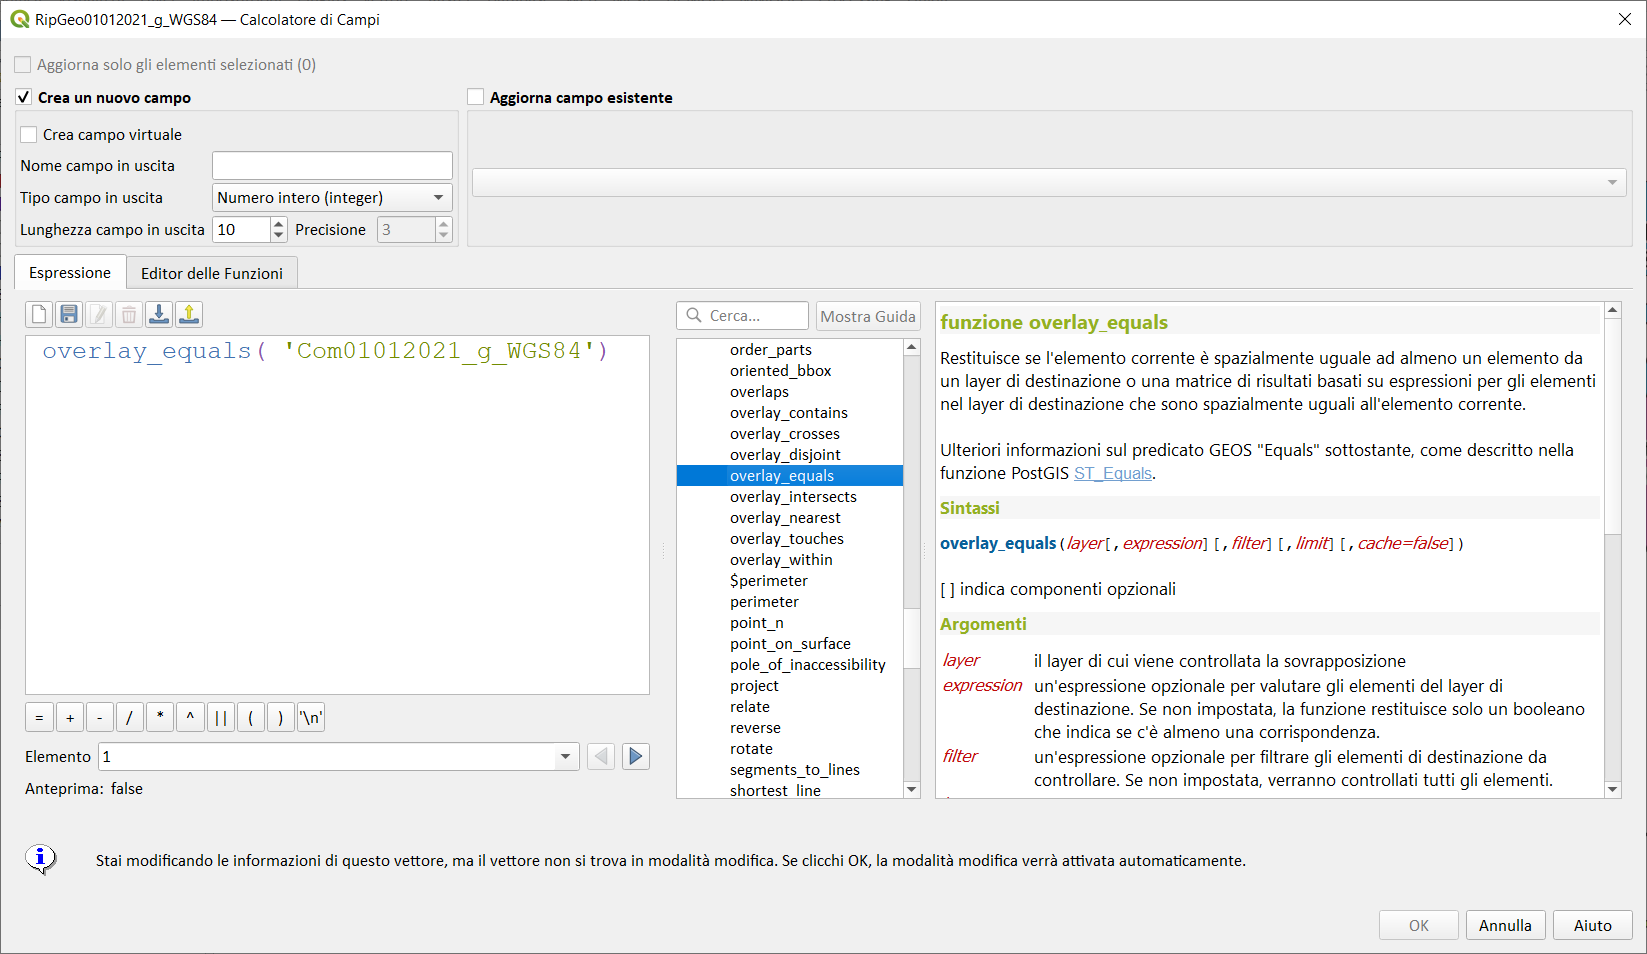 RipGeo01012021_g_WGS84 — Calcolatore di Campi
Aggiorna solo gli elementi selezionati (0)
Crea un nuovo campo
Aggiorna campo esistente
Crea campo virtuale
Nome campo in uscita
Tipo campo in uscita Numero intero (integer)
Lunghezza campo in uscita 10 Precisione 3
Espressione Editor delle Funzioni
overlay_equals( 'Com01012021_g_WGS84')
= + - / * ^ || ( ) '\n'
Elemento 1
Anteprima: false
Cerca... Mostra Guida
order_parts
oriented_bbox
overlaps
overlay_contains
overlay_crosses
overlay_disjoint
overlay_equals
overlay_intersects
overlay_nearest
overlay_touches
overlay_within
$perimeter
perimeter
point_n
point_on_surface
pole_of_inaccessibility
project
relate
reverse
rotate
segments_to_lines
shortest_line
funzione overlay_equals
Restituisce se l'elemento corrente è spazialmente uguale ad almeno un elemento da
un layer di destinazione o una matrice di risultati basati su espressioni per gli elementi
nel layer di destinazione che sono spazialmente uguali all'elemento corrente.
Ulteriori informazioni sul predicato GEOS "Equals" sottostante, come descritto nella
funzione PostGIS ST_Equals.
Sintassi
overlay_equals(layer[,expression][,filter][,limit][,cache=false])
[ ] indica componenti opzionali
Argomenti
layer il layer di cui viene controllata la sovrapposizione
expression un'espressione opzionale per valutare gli elementi del layer di
destinazione. Se non impostata, la funzione restituisce solo un booleano
che indica se c'è almeno una corrispondenza.
filter un'espressione opzionale per filtrare gli elementi di destinazione da
controllare. Se non impostata, verranno controllati tutti gli elementi.
Stai modificando le informazioni di questo vettore, ma il vettore non si trova in modalità modifica. Se clicchi OK, la modalità modifica verrà attivata automaticamente.
OK Annulla Aiuto